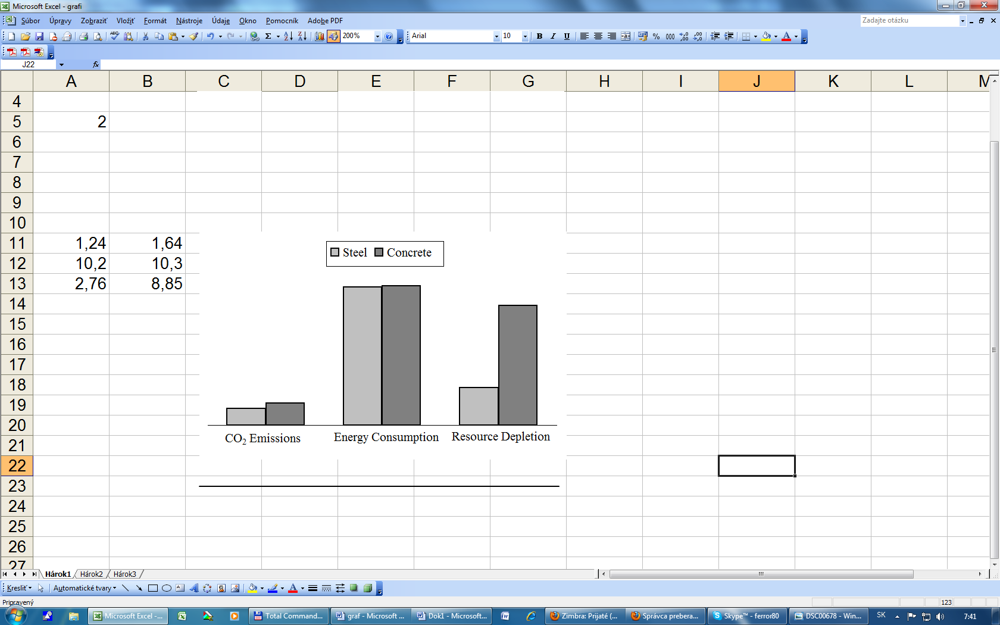 Microsoft Excel - grafi
Súbor Úpravy Zobraziť Vložiť Formát Nástroje Údaje Okno Pomocník Adobe PDF Zadajte otázku
200% Arial 10 B I U % 000
J22 fx
A B C D E F G H I J K L M
4
5 2
6
7
8
9
10
11 1,24 1,64
12 10,2 10,3
13 2,76 8,85
14
15
16
17
18
19
20
21
22
23
24
25
26
27
Steel Concrete
CO₂ Emissions Energy Consumption Resource Depletion
Hárok1 Hárok2 Hárok3
Kresliť Automatické tvary
Pripravený 123
Microsoft Excel -... Total Command... graf - Microsoft ... Dok1 - Microsoft... Zimbra: Prijaté (... Správca prebera... Skype™ - ferror80 DSC00678 - Win... SK 7:41